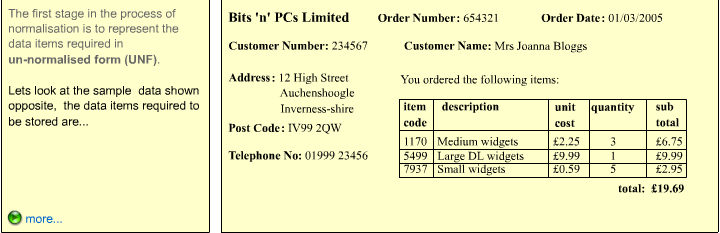 The first stage in the process of
normalisation is to represent the
data items required in
un-normalised form (UNF).
Lets look at the sample data shown
opposite, the data items required to
be stored are...
more...
Bits 'n' PCs Limited Order Number: 654321 Order Date: 01/03/2005
Customer Number: 234567 Customer Name: Mrs Joanna Bloggs
Address: 12 High Street
Auchenshoogle
Inverness-shire
Post Code: IV99 2QW
Telephone No: 01999 23456
You ordered the following items:
item code description unit cost quantity sub total
1170 Medium widgets £2.25 3 £6.75
5499 Large DL widgets £9.99 1 £9.99
7937 Small widgets £0.59 5 £2.95
total: £19.69